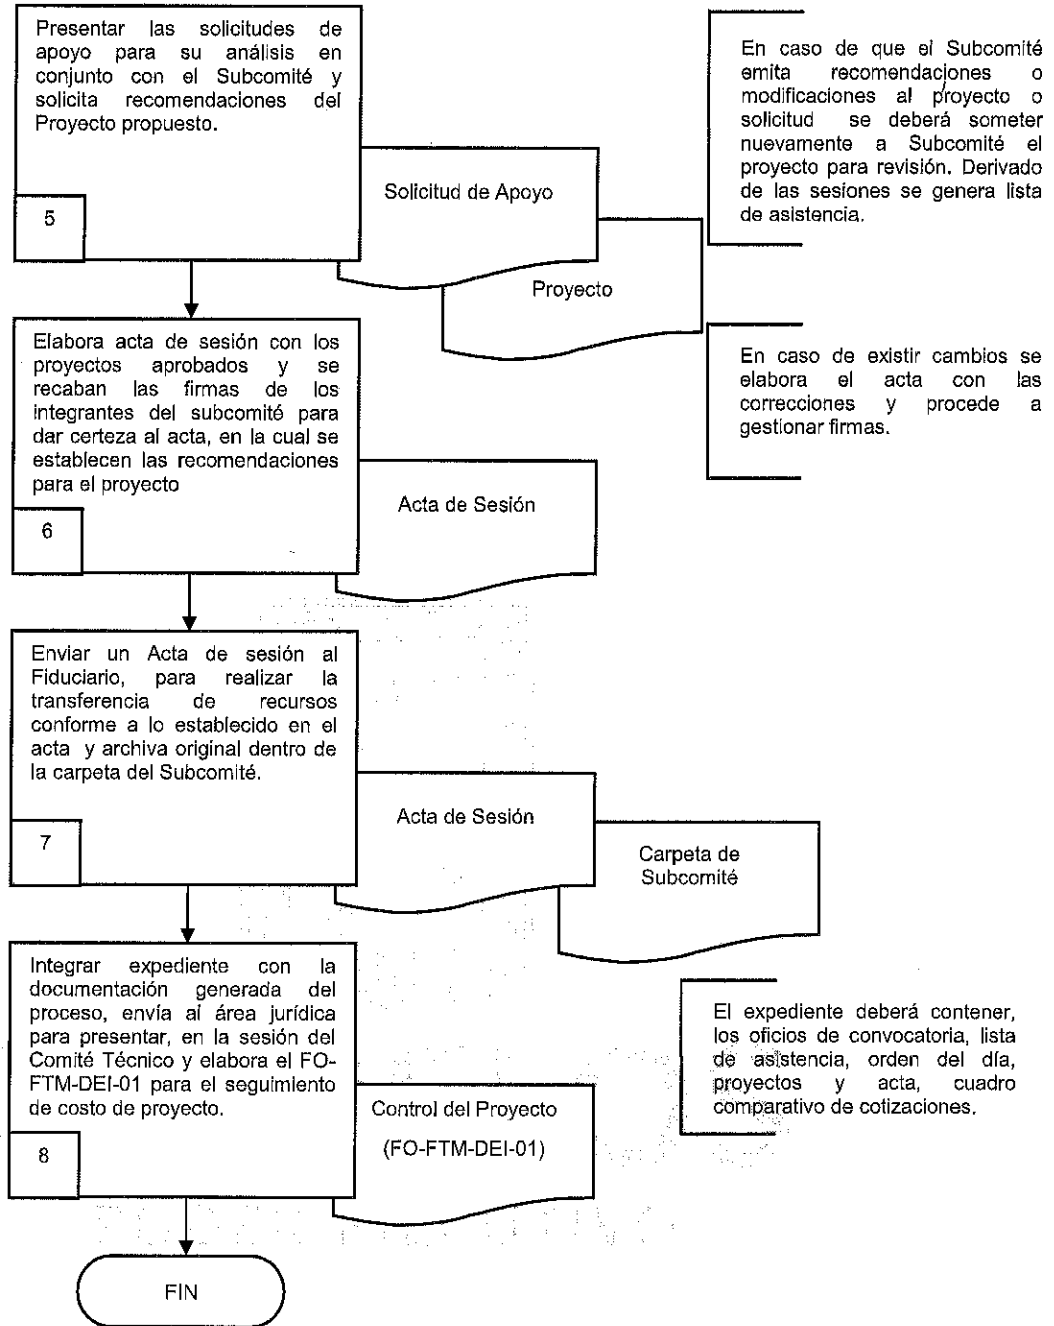 Presentar las solicitudes de
apoyo para su análisis en
conjunto con el Subcomité y
solicita recomendaciones del
Proyecto propuesto.
5
Solicitud de Apoyo
Proyecto
En caso de que el Subcomité
emita recomendaciones o
modificaciones al proyecto o
solicitud se deberá someter
nuevamente a Subcomité el
proyecto para revisión. Derivado
de las sesiones se genera lista
de asistencia.
Elabora acta de sesión con los
proyectos aprobados y se
recaban las firmas de los
integrantes del subcomité para
dar certeza al acta, en la cual se
establecen las recomendaciones
para el proyecto
6
Acta de Sesión
En caso de existir cambios se
elabora el acta con las
correcciones y procede a
gestionar firmas.
Enviar un Acta de sesión al
Fiduciario, para realizar la
transferencia de recursos
conforme a lo establecido en el
acta y archiva original dentro de
la carpeta del Subcomité.
7
Acta de Sesión
Carpeta de
Subcomité
Integrar expediente con la
documentación generada del
proceso, envía al área jurídica
para presentar, en la sesión del
Comité Técnico y elabora el FO-
FTM-DEI-01 para el seguimiento
de costo de proyecto.
8
Control del Proyecto
(FO-FTM-DEI-01)
El expediente deberá contener,
los oficios de convocatoria, lista
de asistencia, orden del día,
proyectos y acta, cuadro
comparativo de cotizaciones.
FIN